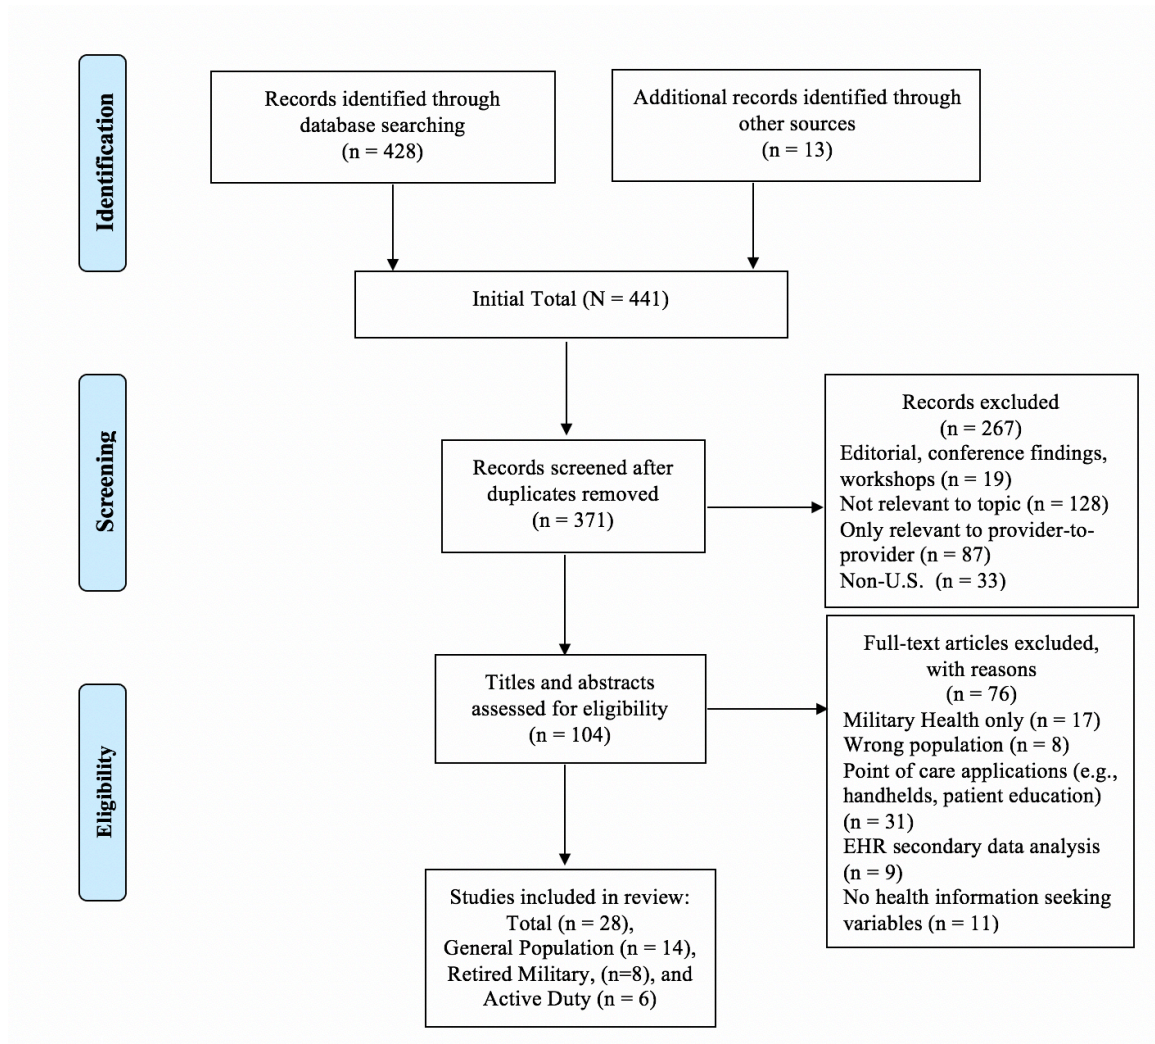 Identification
Records identified through
database searching
(n = 428)
Additional records identified through
other sources
(n = 13)
Initial Total (N = 441)
Screening
Records screened after
duplicates removed
(n = 371)
Records excluded
(n = 267)
Editorial, conference findings,
workshops (n = 19)
Not relevant to topic (n = 128)
Only relevant to provider-to-
provider (n = 87)
Non-U.S. (n = 33)
Eligibility
Titles and abstracts
assessed for eligibility
(n = 104)
Full-text articles excluded,
with reasons
(n = 76)
Military Health only (n = 17)
Wrong population (n = 8)
Point of care applications (e.g.,
handhelds, patient education)
(n = 31)
EHR secondary data analysis
(n = 9)
No health information seeking
variables (n = 11)
Studies included in review:
Total (n = 28),
General Population (n = 14),
Retired Military, (n=8), and
Active Duty (n = 6)